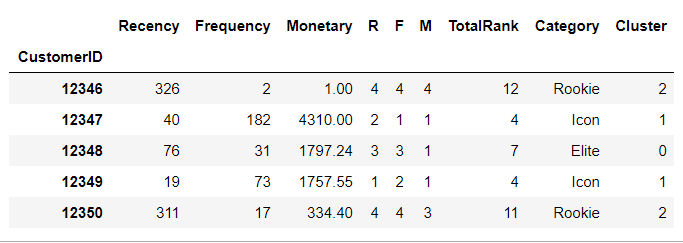 Recency Frequency Monetary R F M TotalRank Category Cluster
CustomerID
12346 326 2 1.00 4 4 4 12 Rookie 2
12347 40 182 4310.00 2 1 1 4 Icon 1
12348 76 31 1797.24 3 3 1 7 Elite 0
12349 19 73 1757.55 1 2 1 4 Icon 1
12350 311 17 334.40 4 4 3 11 Rookie 2